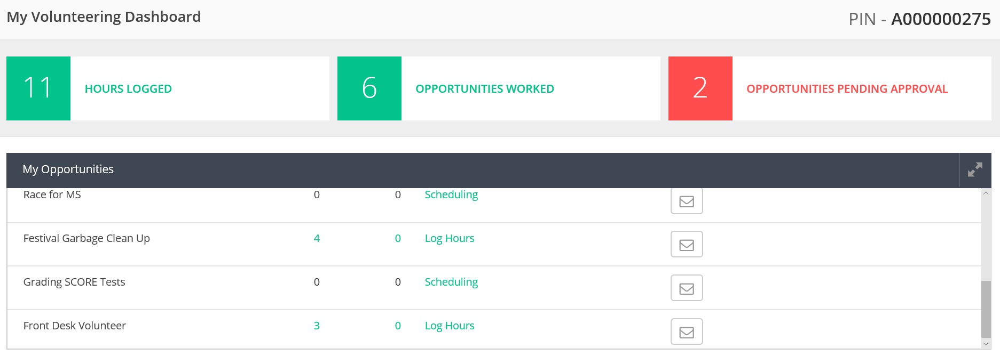 My Volunteering Dashboard
PIN - A000000275
11 HOURS LOGGED
6 OPPORTUNITIES WORKED
2 OPPORTUNITIES PENDING APPROVAL
My Opportunities
Race for MS 0 0 Scheduling
Festival Garbage Clean Up 4 0 Log Hours
Grading SCORE Tests 0 0 Scheduling
Front Desk Volunteer 3 0 Log Hours